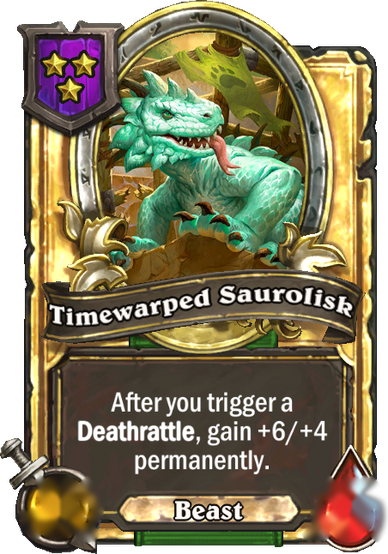 Timewarped Saurolisk
After you trigger a
Deathrattle, gain +6/+4
permanently.
Beast